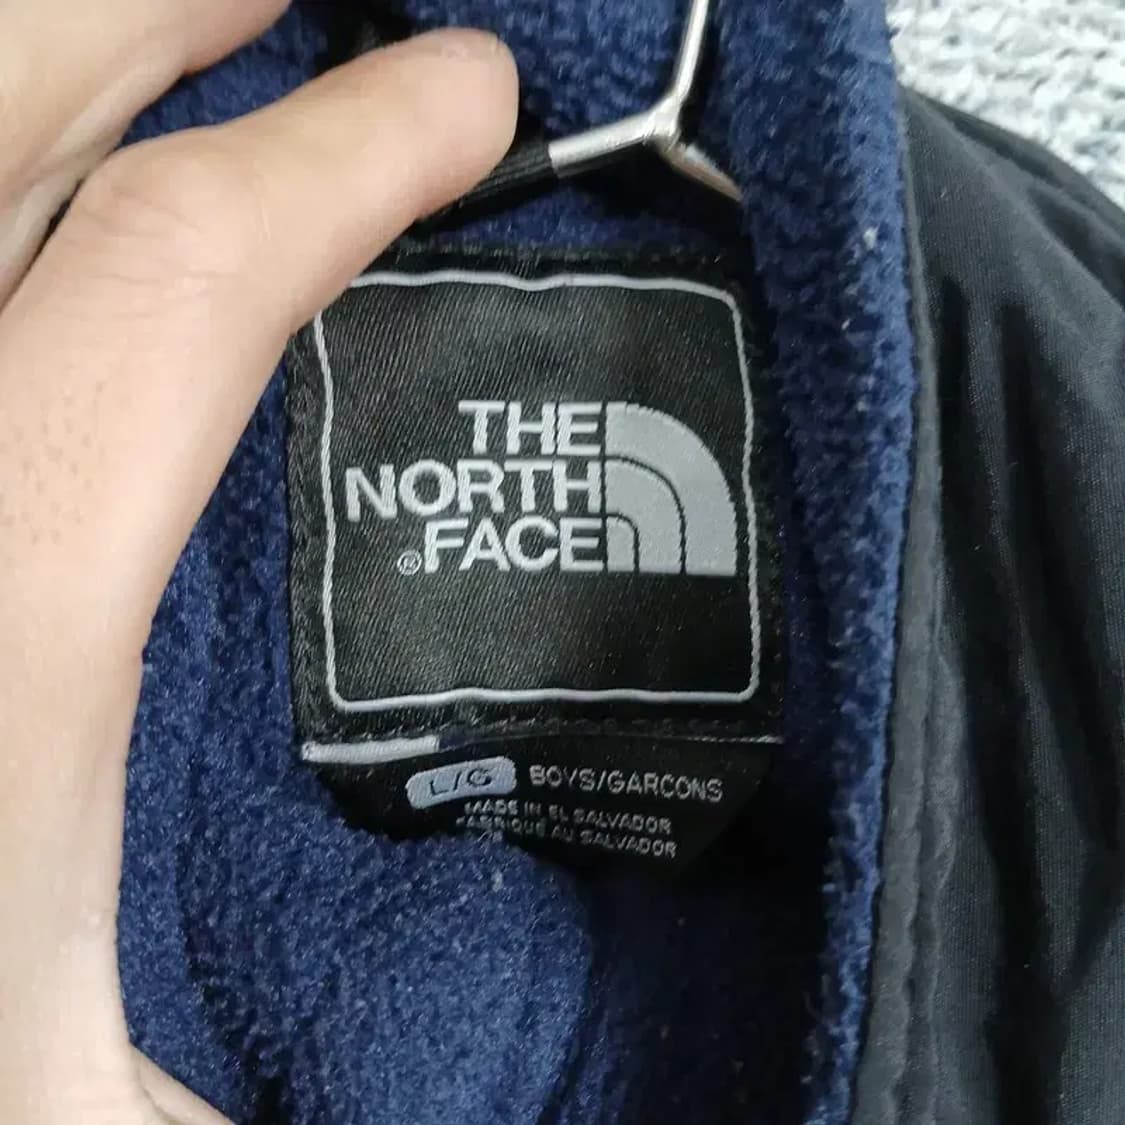 THE
NORTH
®FACE
L/G BOYS/GARCONS
MADE IN EL SALVADOR
FABRIQUÉ AU SALVADOR